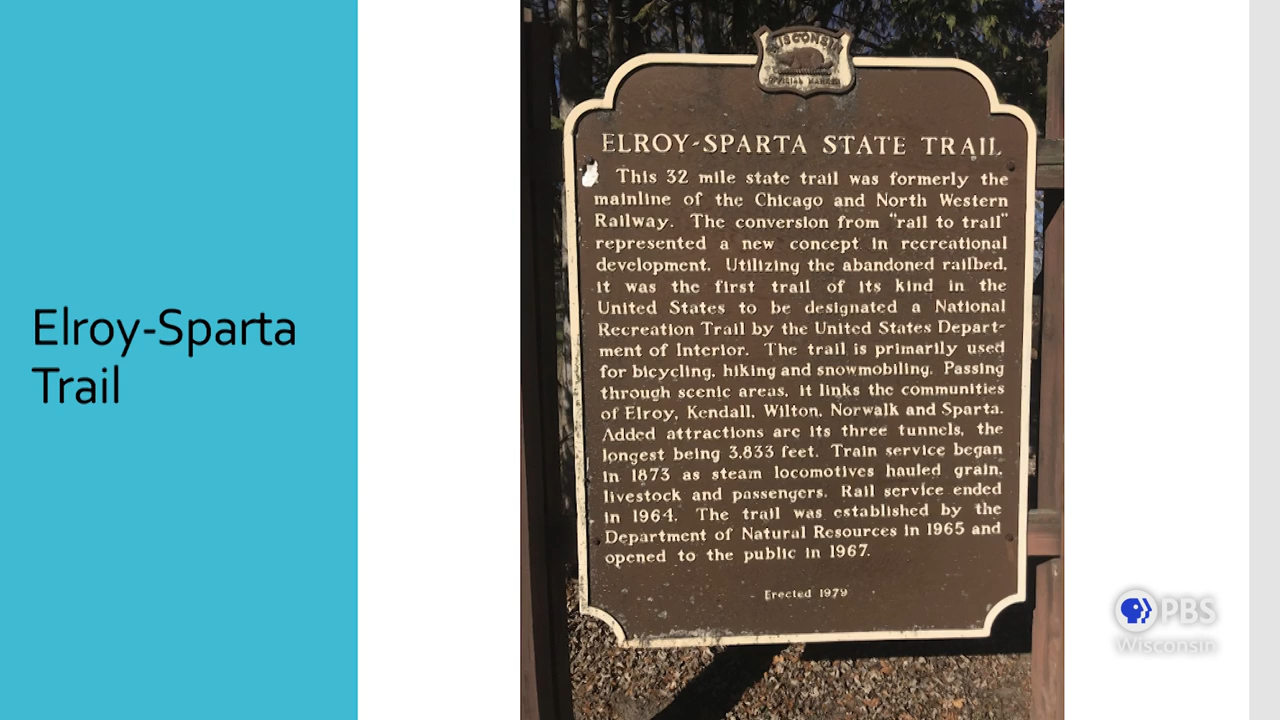 Elroy-Sparta
Trail
WISCONSIN
OFFICIAL MARKER
ELROY-SPARTA STATE TRAIL
This 32 mile state trail was formerly the
mainline of the Chicago and North Western
Railway. The conversion from "rail to trail"
represented a new concept in recreational
development. Utilizing the abandoned railbed,
it was the first trail of its kind in the
United States to be designated a National
Recreation Trail by the United States Depart-
ment of Interior. The trail is primarily used
for bicycling, hiking and snowmobiling. Passing
through scenic areas, it links the communities
of Elroy, Kendall, Wilton, Norwalk and Sparta.
Added attractions are its three tunnels, the
longest being 3,833 feet. Train service began
in 1873 as steam locomotives hauled grain,
livestock and passengers. Rail service ended
in 1964. The trail was established by the
Department of Natural Resources in 1965 and
opened to the public in 1967.
Erected 1979
PBS
Wisconsin